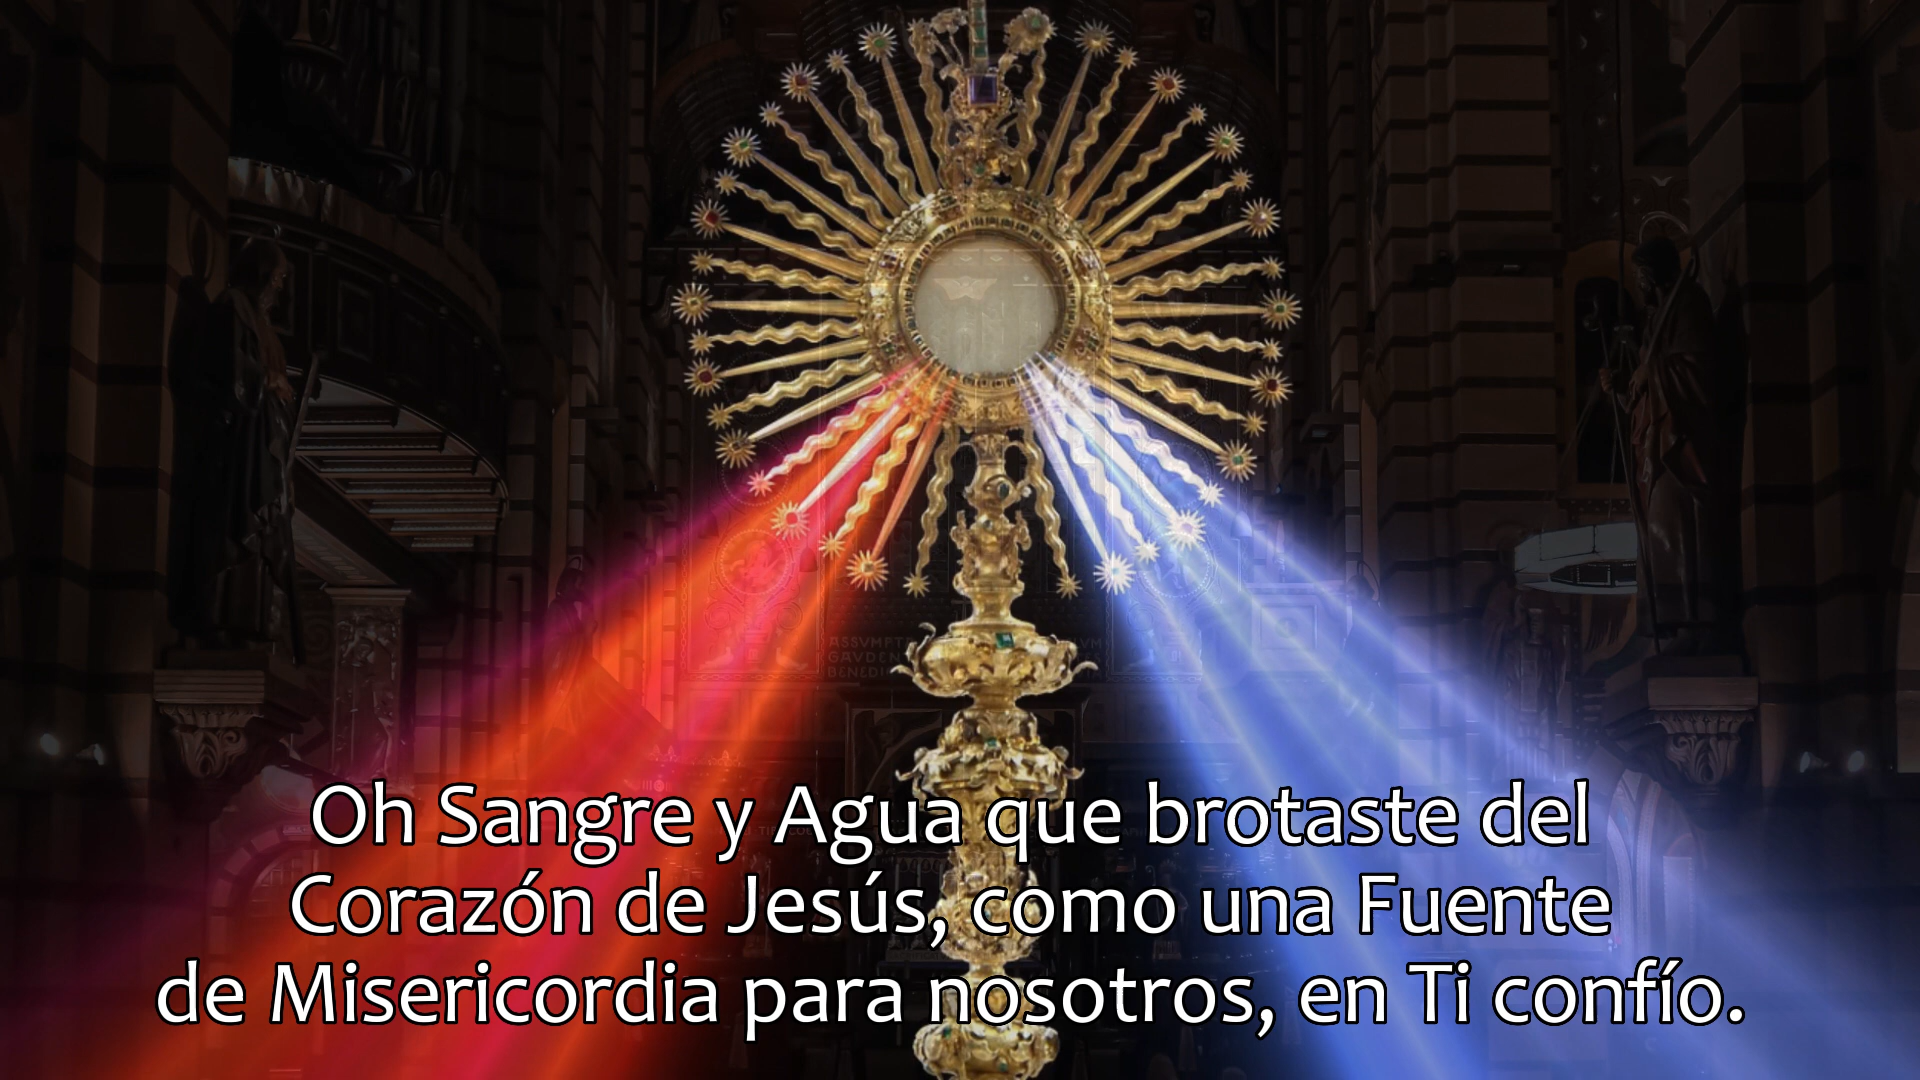 Oh Sangre y Agua que brotaste del
Corazón de Jesús, como una Fuente
de Misericordia para nosotros, en Ti confío.